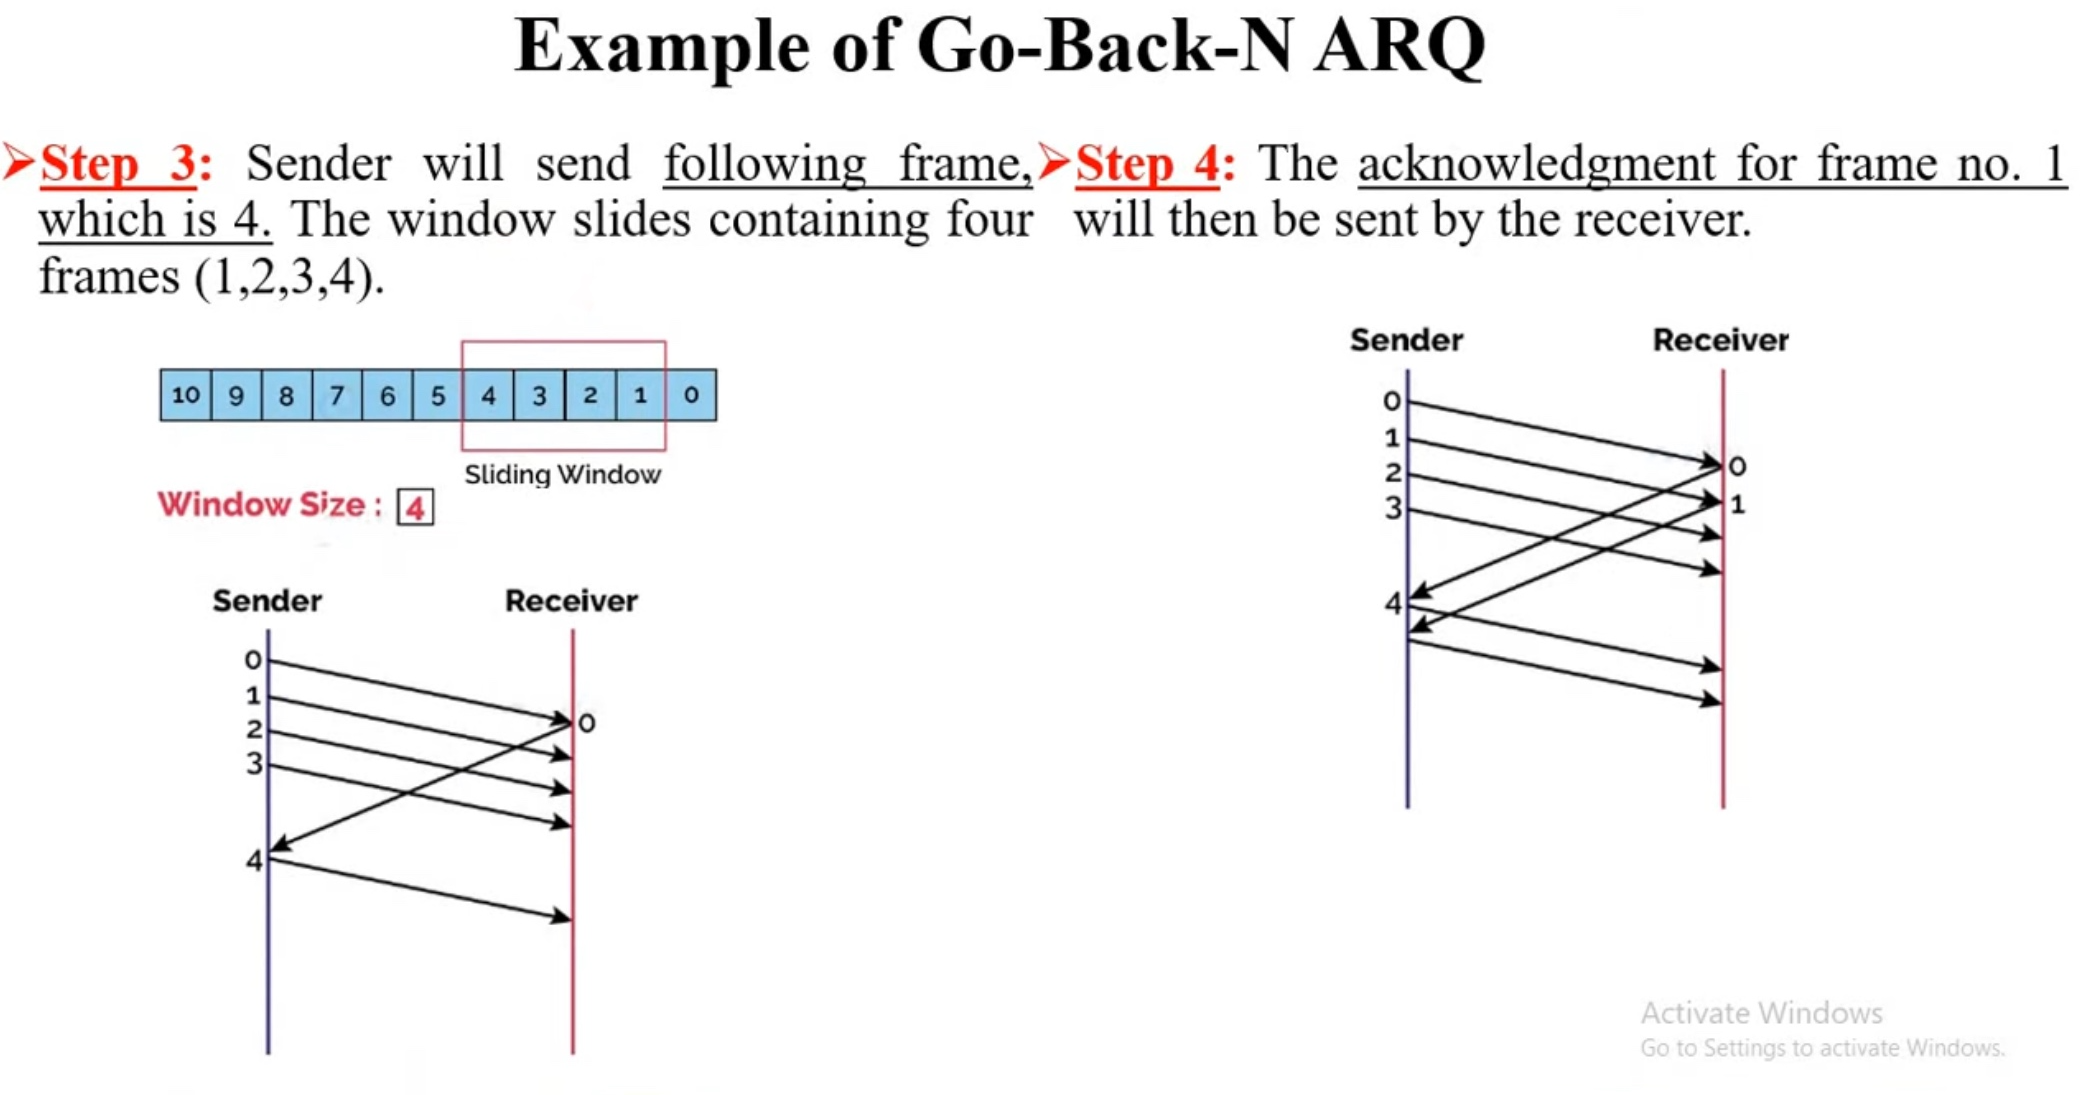 Example of Go-Back-N ARQ
➢Step 3: Sender will send following frame,
which is 4. The window slides containing four
frames (1,2,3,4).
10 9 8 7 6 5 4 3 2 1 0
Sliding Window
Window Size : 4
Sender Receiver
0
1
2
3
0
4
➢Step 4: The acknowledgment for frame no. 1
will then be sent by the receiver.
Sender Receiver
0
1
2
3
0
1
4
Activate Windows
Go to Settings to activate Windows.